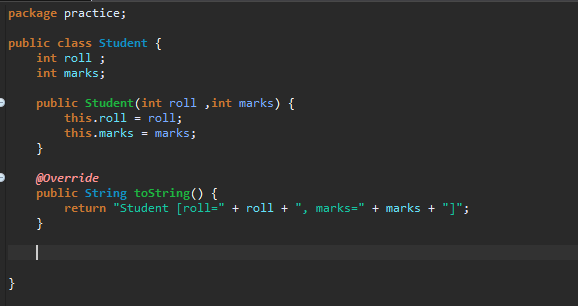 package practice;
public class Student {
    int roll ;
    int marks;
    public Student(int roll ,int marks) {
        this.roll = roll;
        this.marks = marks;
    }
    @Override
    public String toString() {
        return "Student [roll=" + roll + ", marks=" + marks + "]";
    }
}